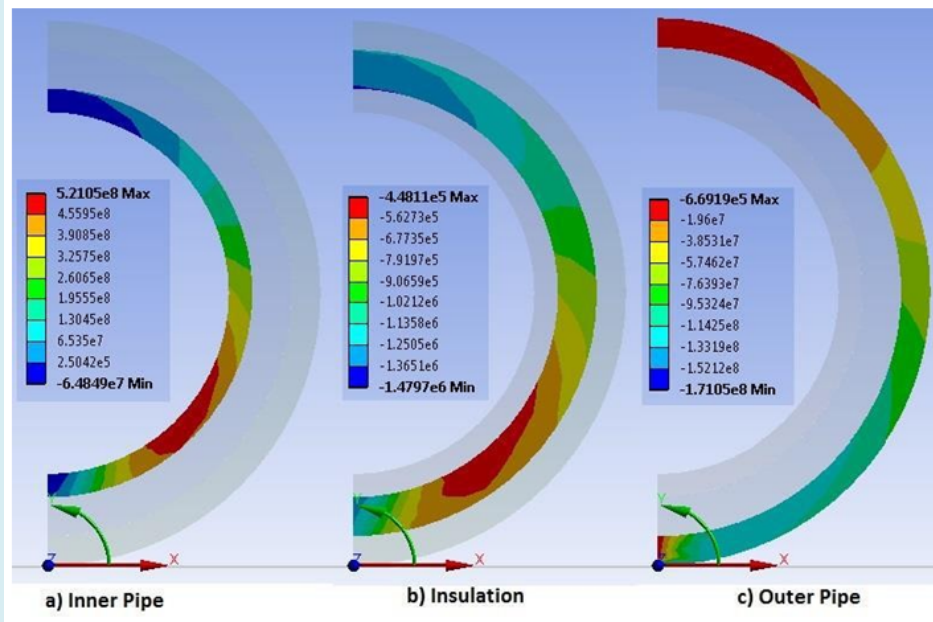 5.2105e8 Max
4.5595e8
3.9085e8
3.2575e8
2.6065e8
1.9555e8
1.3045e8
6.535e7
2.5042e5
-6.4849e7 Min
Y
Z
X
a) Inner Pipe
-4.4811e5 Max
-5.6273e5
-6.7735e5
-7.9197e5
-9.0659e5
-1.0212e6
-1.1358e6
-1.2505e6
-1.3651e6
-1.4797e6 Min
Y
Z
X
b) Insulation
-6.6919e5 Max
-1.96e7
-3.8531e7
-5.7462e7
-7.6393e7
-9.5324e7
-1.1425e8
-1.3319e8
-1.5212e8
-1.7105e8 Min
Y
Z
X
c) Outer Pipe